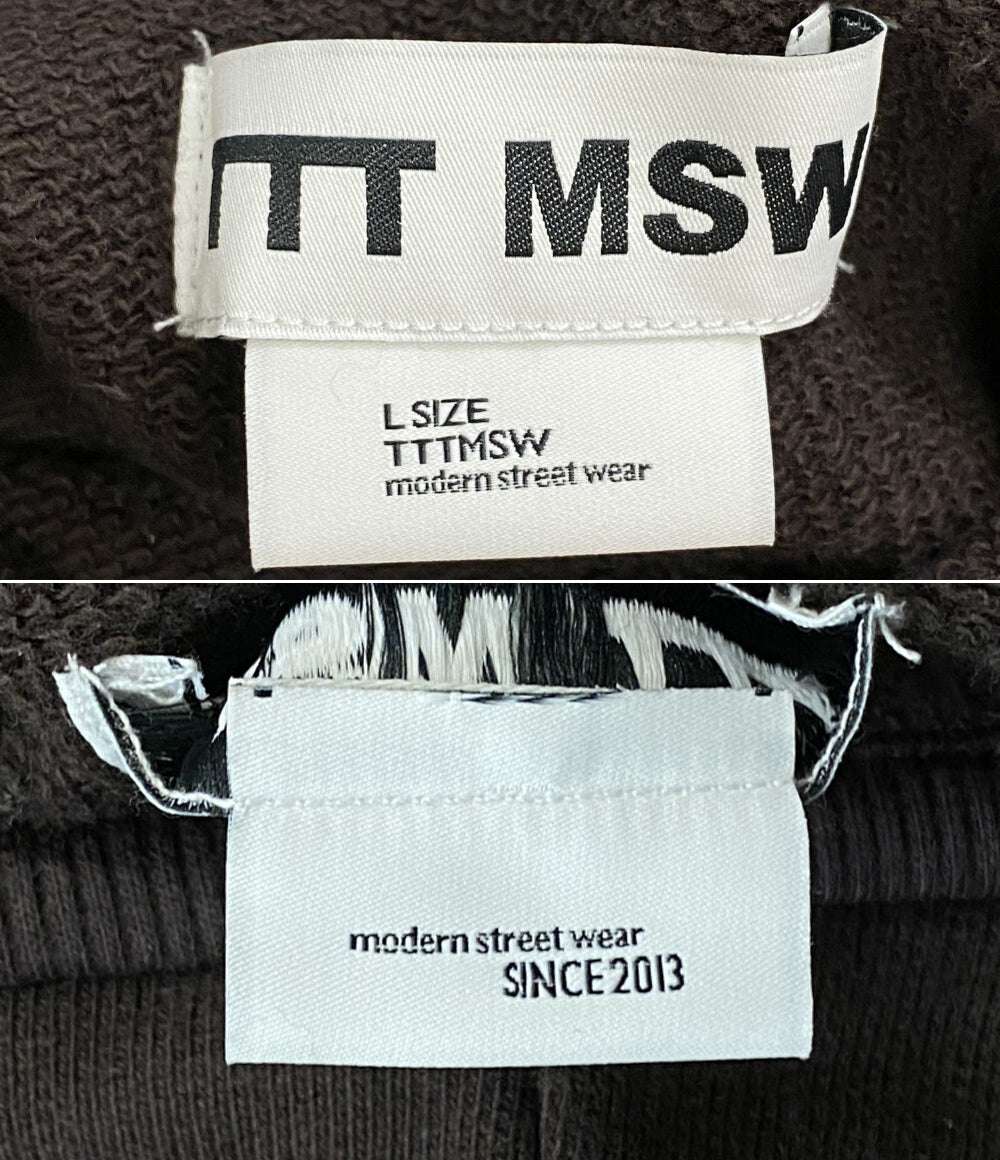 TTT MSW
L SIZE
TTTMSW
modern street wear
modern street wear
SINCE 2013